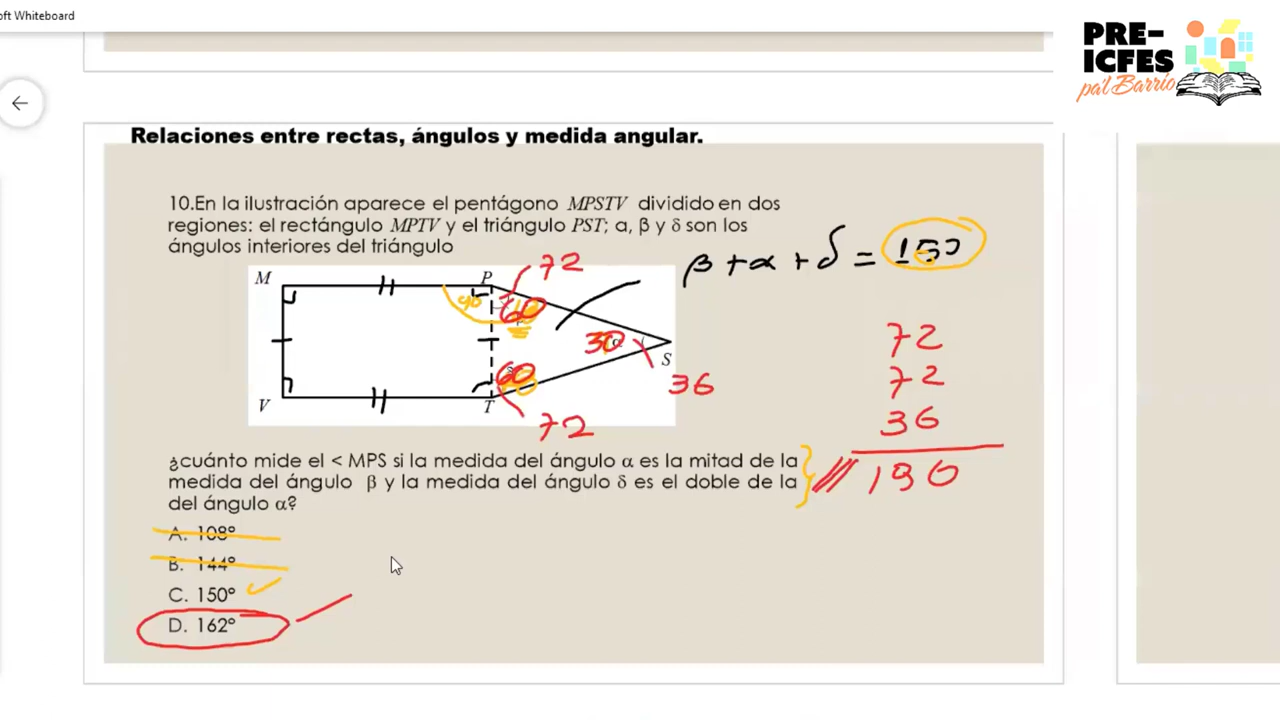 oft Whiteboard
PRE-
ICFES
pa'l Barrio
Relaciones entre rectas, ángulos y medida angular.
10.En la ilustración aparece el pentágono MPSTV dividido en dos
regiones: el rectángulo MPTV y el triángulo PST; a, β y δ son los
ángulos interiores del triángulo
β + α + δ = 180
M
P
72
90
60
30
S
36
60
V
T
72
72
72
36
180
¿cuánto mide el < MPS si la medida del ángulo α es la mitad de la
medida del ángulo β y la medida del ángulo δ es el doble de la
del ángulo α?
A. 108°
B. 144°
C. 150°
D. 162°